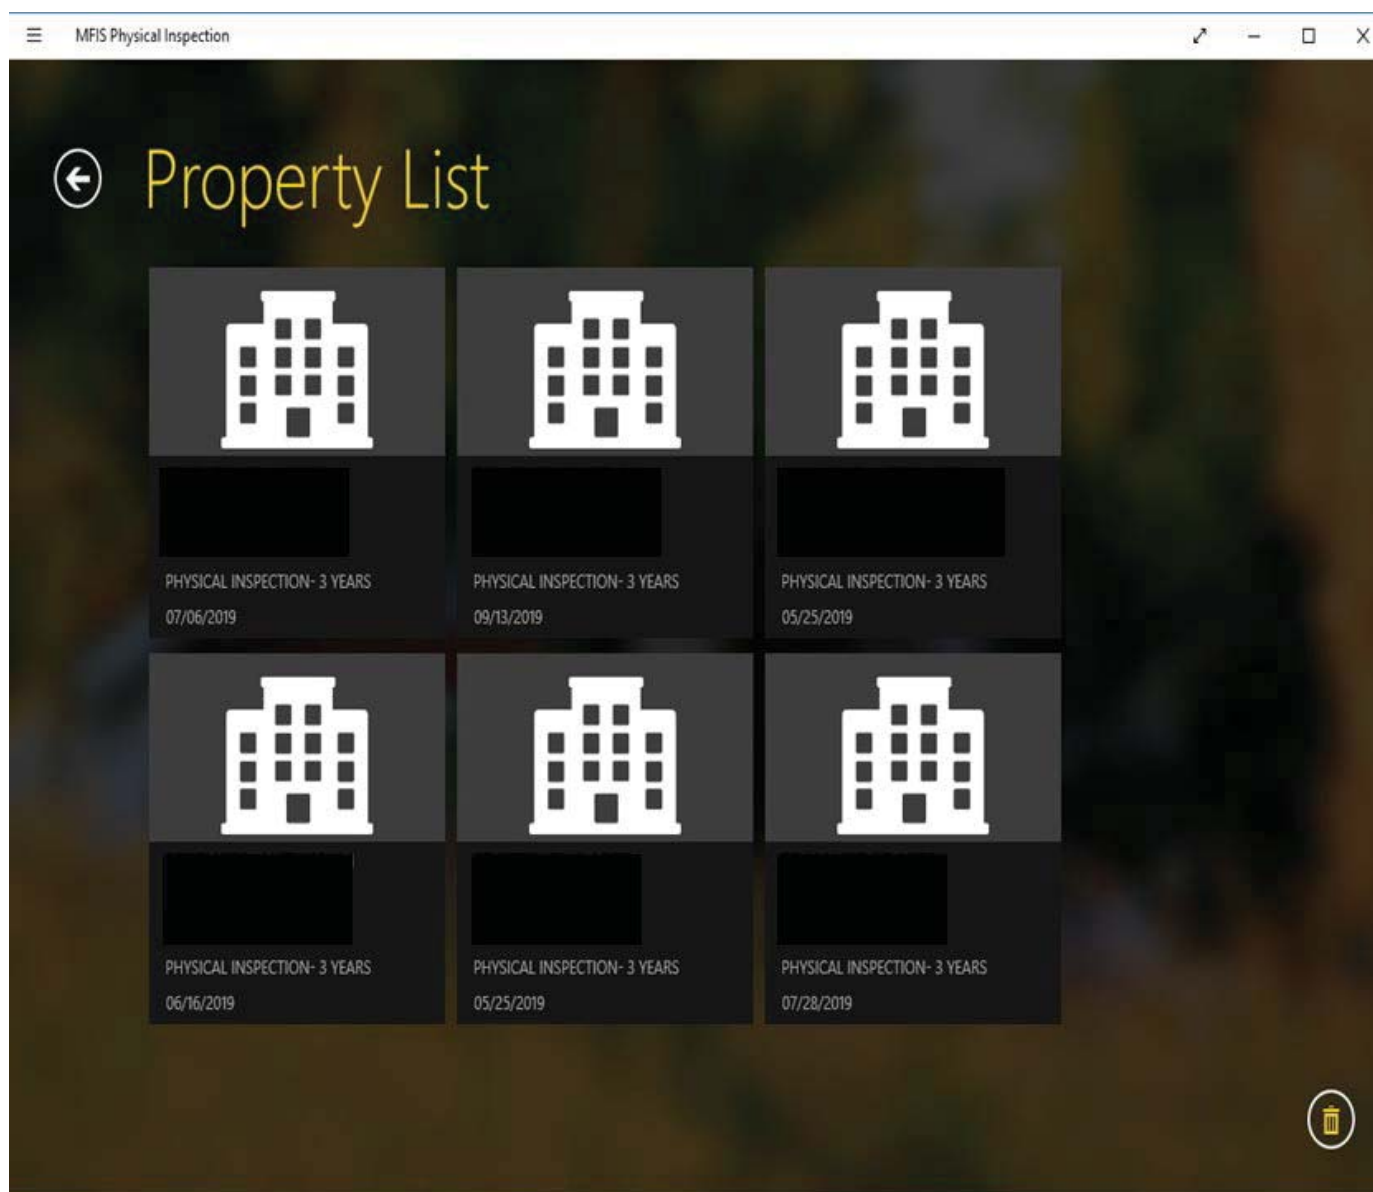 MFIS Physical Inspection
Property List
PHYSICAL INSPECTION- 3 YEARS
07/06/2019
PHYSICAL INSPECTION- 3 YEARS
09/13/2019
PHYSICAL INSPECTION- 3 YEARS
05/25/2019
PHYSICAL INSPECTION- 3 YEARS
06/16/2019
PHYSICAL INSPECTION- 3 YEARS
05/25/2019
PHYSICAL INSPECTION- 3 YEARS
07/28/2019